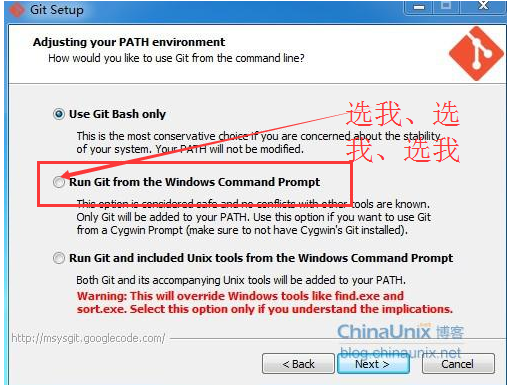 Git Setup
Adjusting your PATH environment
How would you like to use Git from the command line?
Use Git Bash only
选我、选
我、选我
This is the most conservative choice if you are concerned about the stability
of your system. Your PATH will not be modified.
Run Git from the Windows Command Prompt
This option is considered safe and no conflicts with other tools are known.
Only Git will be added to your PATH. Use this option if you want to use Git
from a Cygwin Prompt (make sure to not have Cygwin's Git installed).
Run Git and included Unix tools from the Windows Command Prompt
Both Git and its accompanying Unix tools will be added to your PATH.
Warning: This will override Windows tools like find.exe and
sort.exe. Select this option only if you understand the implications.
http://msysgit.googlecode.com/
ChinaUnix 博客
blog.chinaunix.net
< Back
Next >
Cancel